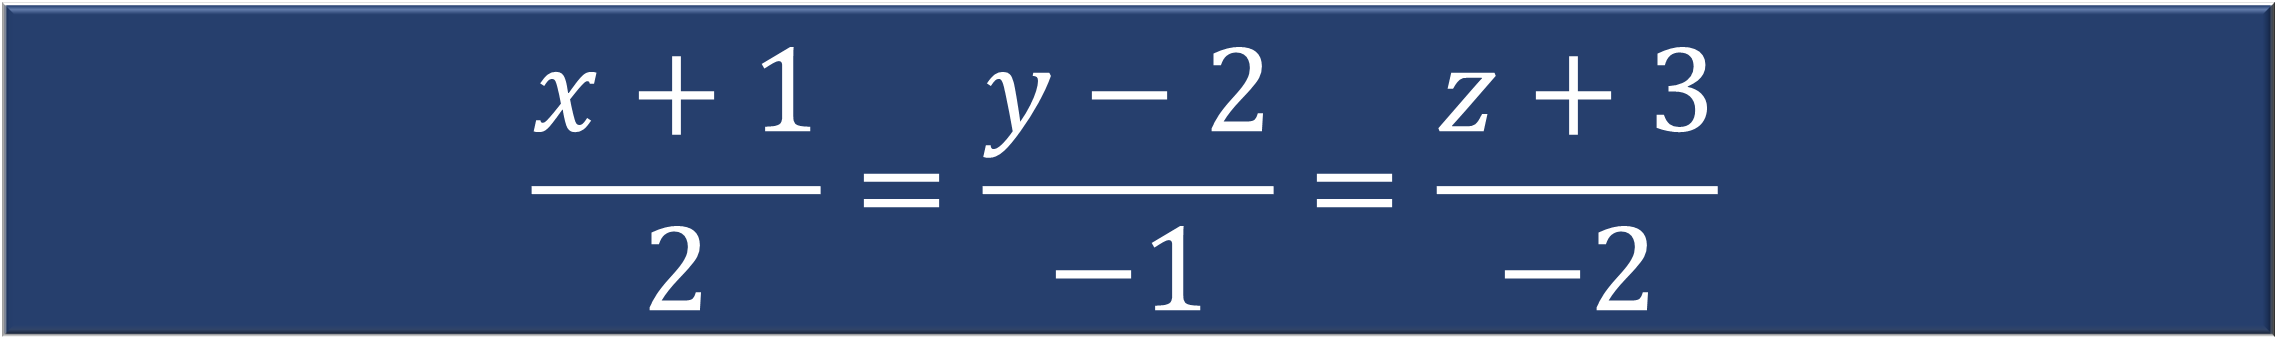 x + 1 / 2 = y − 2 / −1 = z + 3 / −2